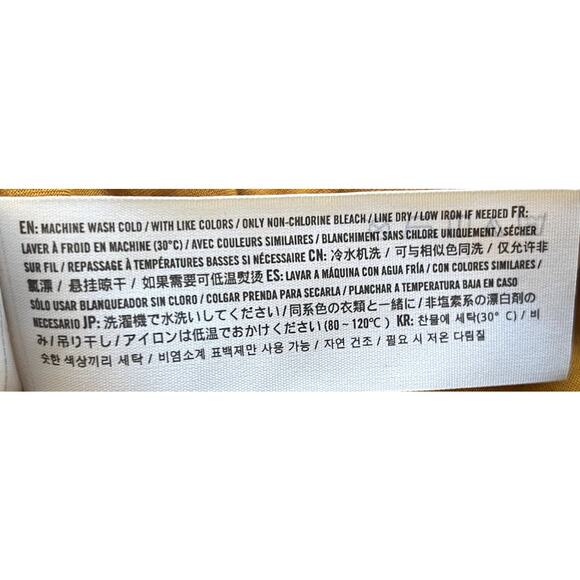 EN: MACHINE WASH COLD / WITH LIKE COLORS / ONLY NON-CHLORINE BLEACH / LINE DRY / LOW IRON IF NEEDED FR:
LAVER À FROID EN MACHINE (30°C) / AVEC COULEURS SIMILAIRES / BLANCHIMENT SANS CHLORE UNIQUEMENT / SÉCHER
SUR FIL / REPASSAGE À TEMPÉRATURES BASSES SI NÉCESSAIRE CN: 冷水机洗 / 可与相似色同洗 / 仅允许非
氯漂 / 悬挂晾干 / 如果需要可低温熨烫 ES: LAVAR A MÁQUINA CON AGUA FRÍA / CON COLORES SIMILARES /
SÓLO USAR BLANQUEADOR SIN CLORO / COLGAR PRENDA PARA SECARLA / PLANCHAR A TEMPERATURA BAJA EN CASO
NECESARIO JP: 洗濯機で水洗いしてください/同系色の衣類と一緒に/非塩素系の漂白剤の
み/吊り干し/アイロンは低温でおかけください(80~120℃) KR: 찬물에 세탁(30° C) / 비
슷한 색상끼리 세탁 / 비염소계 표백제만 사용 가능 / 자연 건조 / 필요 시 저온 다림질